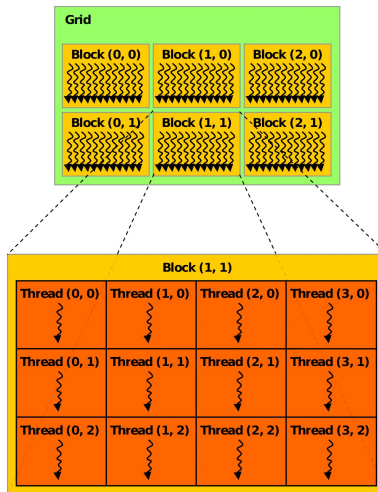 Grid
Block (0, 0) Block (1, 0) Block (2, 0)
Block (0, 1) Block (1, 1) Block (2, 1)
Block (1, 1)
Thread (0, 0) Thread (1, 0) Thread (2, 0) Thread (3, 0)
Thread (0, 1) Thread (1, 1) Thread (2, 1) Thread (3, 1)
Thread (0, 2) Thread (1, 2) Thread (2, 2) Thread (3, 2)